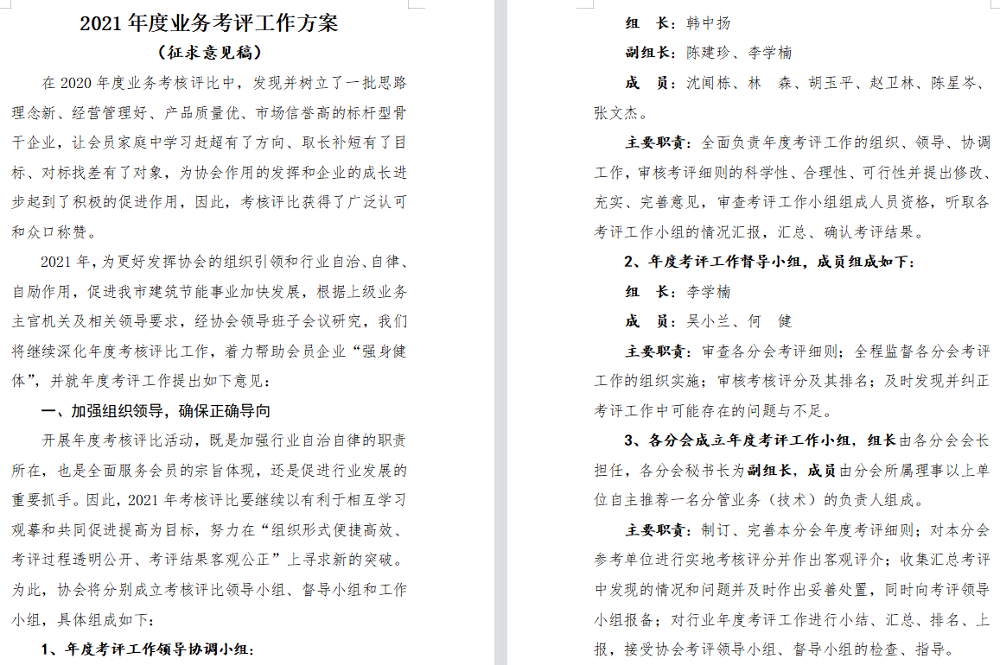 2021年度业务考评工作方案
（征求意见稿）
在2020年度业务考核评比中，发现并树立了一批思路
理念新、经营管理好、产品质量优、市场信誉高的标杆型骨
干企业，让会员家庭中学习赶超有了方向、取长补短有了目
标、对标找差有了对象，为协会作用的发挥和企业的成长进
步起到了积极的促进作用，因此，考核评比获得了广泛认可
和众口称赞。
2021年，为更好发挥协会的组织引领和行业自治、自律、
自励作用，促进我市建筑节能事业加快发展，根据上级业务
主官机关及相关领导要求，经协会领导班子会议研究，我们
将继续深化年度考核评比工作，着力帮助会员企业“强身健
体”，并就年度考评工作提出如下意见：
一、加强组织领导，确保正确导向
开展年度考核评比活动，既是加强行业自治自律的职责
所在，也是全面服务会员的宗旨体现，还是促进行业发展的
重要抓手。因此，2021年考核评比要继续以有利于相互学习
观摹和共同促进提高为目标，努力在“组织形式便捷高效、
考评过程透明公开、考评结果客观公正”上寻求新的突破。
为此，协会将分别成立考核评比领导小组、督导小组和工作
小组，具体组成如下：
1、年度考评工作领导协调小组：
组　长：韩中扬
副组长：陈建珍、李学楠
成　员：沈闻栋、林　森、胡玉平、赵卫林、陈星岑、
张文杰。
主要职责：全面负责年度考评工作的组织、领导、协调
工作，审核考评细则的科学性、合理性、可行性并提出修改、
充实、完善意见，审查考评工作小组组成人员资格，听取各
考评工作小组的情况汇报，汇总、确认考评结果。
2、年度考评工作督导小组，成员组成如下：
组　长：李学楠
成　员：吴小兰、何　健
主要职责：审查各分会考评细则；全程监督各分会考评
工作的组织实施；审核考核评分及其排名；及时发现并纠正
考评工作中可能存在的问题与不足。
3、各分会成立年度考评工作小组，组长由各分会会长
担任，各分会秘书长为副组长，成员由分会所属理事以上单
位自主推荐一名分管业务（技术）的负责人组成。
主要职责：制订、完善本分会年度考评细则；对本分会
参考单位进行实地考核评分并作出客观评介；收集汇总考评
中发现的情况和问题并及时作出妥善处置，同时向考评领导
小组报备；对行业年度考评工作进行小结、汇总、排名、上
报，接受协会考评领导小组、督导小组的检查、指导。